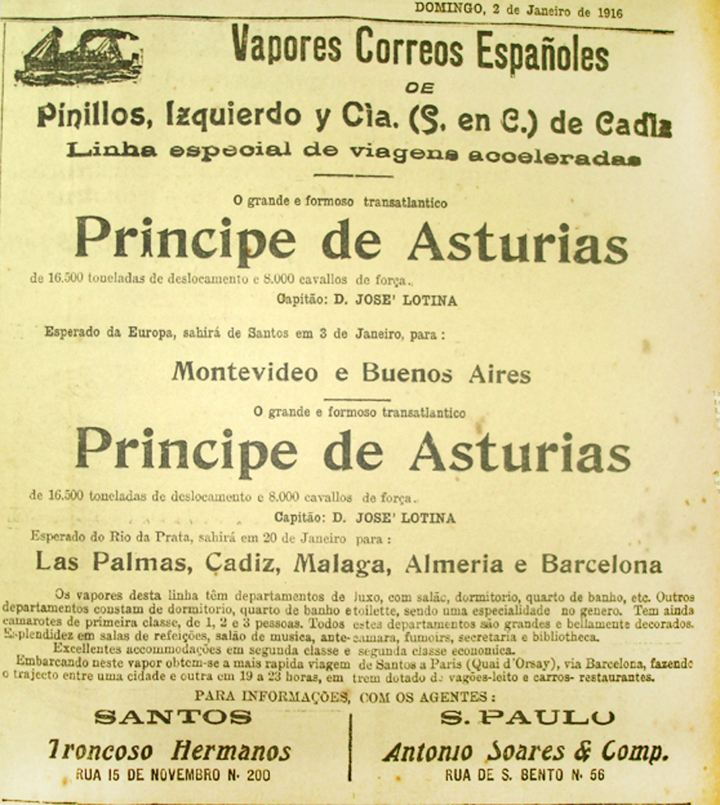 DOMINGO, 2 de Janeiro de 1916
Vapores Correos Españoles
DE
Pinillos, Izquierdo y Cìa. (S. en C.) de Cadiz
Linha especial de viagens acceleradas
O grande e formoso transatlantico
Principe de Asturias
de 16.500 toneladas de deslocamento e 8.000 cavallos de força.
Capitão: D. JOSE' LOTINA
Esperado da Europa, sahirá de Santos em 3 de Janeiro, para :
Montevideo e Buenos Aires
O grande e formoso transatlantico
Principe de Asturias
de 16.500 toneladas de deslocamento e 8.000 cavallos de força.
Capitão: D. JOSE' LOTINA
Esperado do Rio da Prata, sahirá em 20 de Janeiro para :
Las Palmas, Cadiz, Malaga, Almeria e Barcelona
Os vapores desta linha têm departamentos de luxo, com salão, dormitorio, quarto de banho, etc. Outros
departamentos constam de dormitorio, quarto de banho e toilette, sendo uma especialidade no genero. Tem ainda
camarotes de primeira classe, de 1, 2 e 3 pessoas. Todos estes departamentos são grandes e bellamente decorados.
Esplendidez em salas de refeições, salão de musica, ante-camara, fumoirs, secretaria e bibliotheca.
Excellentes accommodações em segunda classe e segunda classe economica.
Embarcando neste vapor obtem-se a mais rapida viagem de Santos a Paris (Quai d'Orsay), via Barcelona, fazendo
o trajecto entre uma cidade e outra em 19 a 23 horas, em trem dotado de vagões-leito e carros-restaurantes.
PARA INFORMAÇÕES, COM OS AGENTES :
SANTOS
Troncoso Hermanos
RUA 15 DE NOVEMBRO N. 200
S. PAULO
Antonio Soares & Comp.
RUA DE S. BENTO N. 56